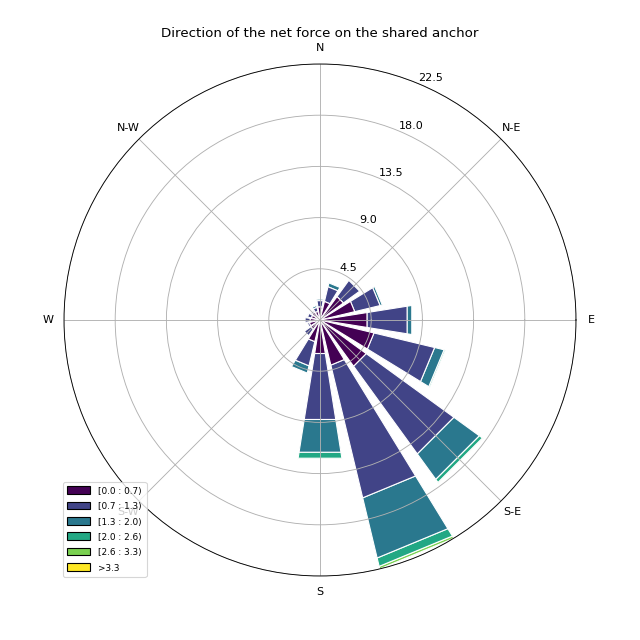 Direction of the net force on the shared anchor
N
22.5
N-W
N-E
18.0
13.5
9.0
4.5
W
E
[0.0 : 0.7)
[0.7 : 1.3)
S-W
S-E
[1.3 : 2.0)
[2.0 : 2.6)
[2.6 : 3.3)
>3.3
S